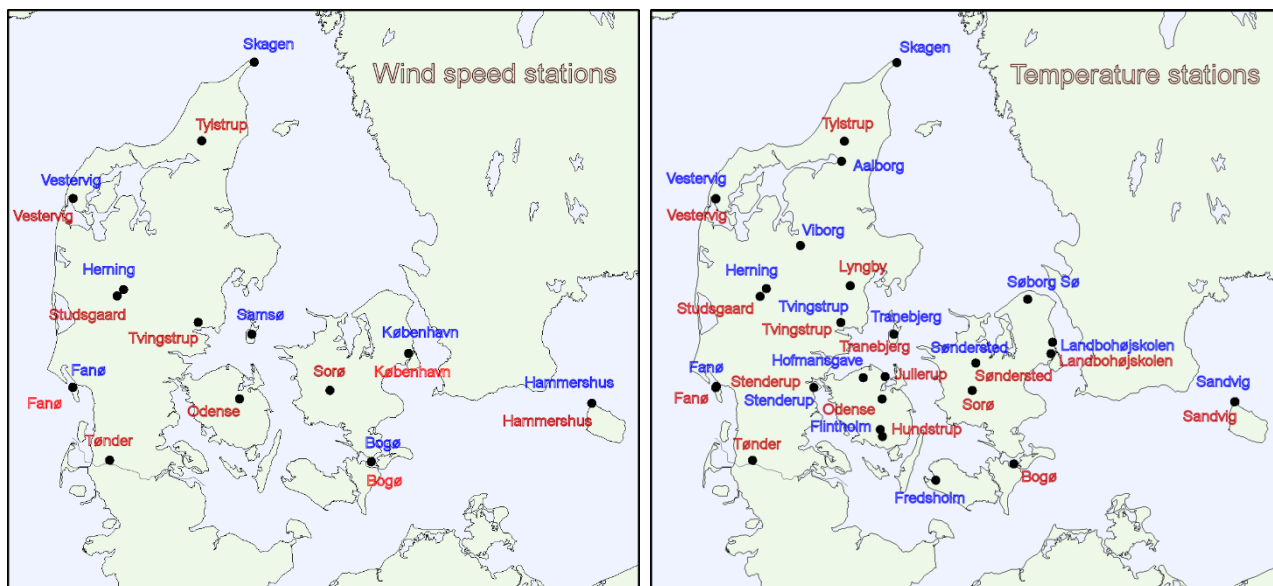 Skagen
Wind speed stations
Tylstrup
Vestervig
Vestervig
Herning
Studsgaard
Tvingstrup
Samsø
København
København
Fanø
Fanø
Sorø
Odense
Hammershus
Hammershus
Tønder
Bogø
Bogø
Skagen
Temperature stations
Tylstrup
Aalborg
Vestervig
Vestervig
Viborg
Herning
Lyngby
Studsgaard
Søborg Sø
Tvingstrup
Tvingstrup
Tranebjerg
Tranebjerg
Søndersted
Landbohøjskolen
Landbohøjskolen
Hofmansgave
Fanø
Fanø
Stenderup
Stenderup
Jullerup
Søndersted
Sorø
Sandvig
Sandvig
Odense
Flintholm
Hundstrup
Tønder
Bogø
Fredsholm